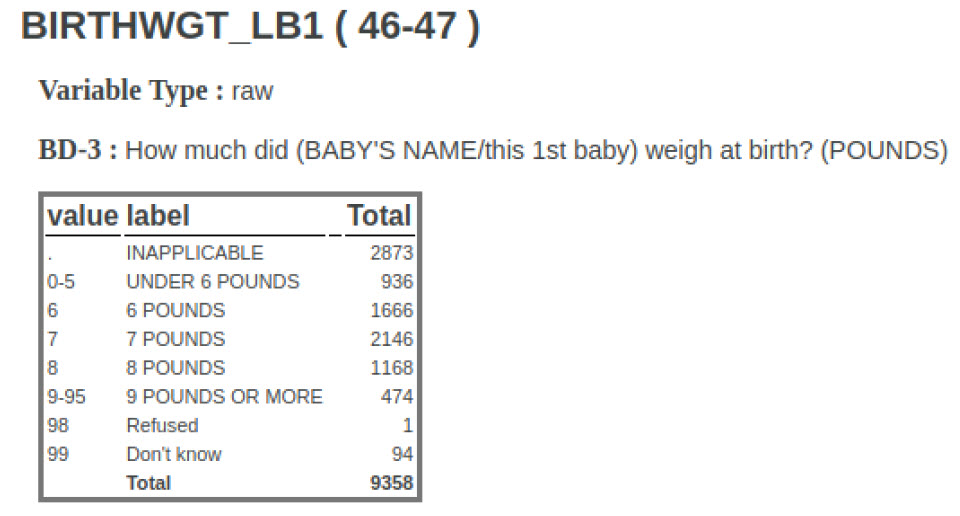 BIRTHWGT_LB1 ( 46-47 )
Variable Type : raw
BD-3 : How much did (BABY'S NAME/this 1st baby) weigh at birth? (POUNDS)
value label Total
. INAPPLICABLE 2873
0-5 UNDER 6 POUNDS 936
6 6 POUNDS 1666
7 7 POUNDS 2146
8 8 POUNDS 1168
9-95 9 POUNDS OR MORE 474
98 Refused 1
99 Don't know 94
Total 9358